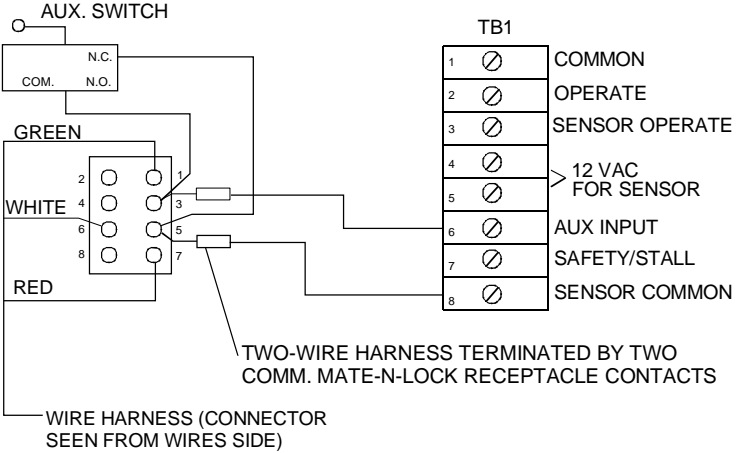 AUX. SWITCH
N.C.
COM. N.O.
GREEN
WHITE
RED
2 1
4 3
6 5
8 7
TB1
1 COMMON
2 OPERATE
3 SENSOR OPERATE
4
5
12 VAC
FOR SENSOR
6 AUX INPUT
7 SAFETY/STALL
8 SENSOR COMMON
TWO-WIRE HARNESS TERMINATED BY TWO
COMM. MATE-N-LOCK RECEPTACLE CONTACTS
WIRE HARNESS (CONNECTOR
SEEN FROM WIRES SIDE)